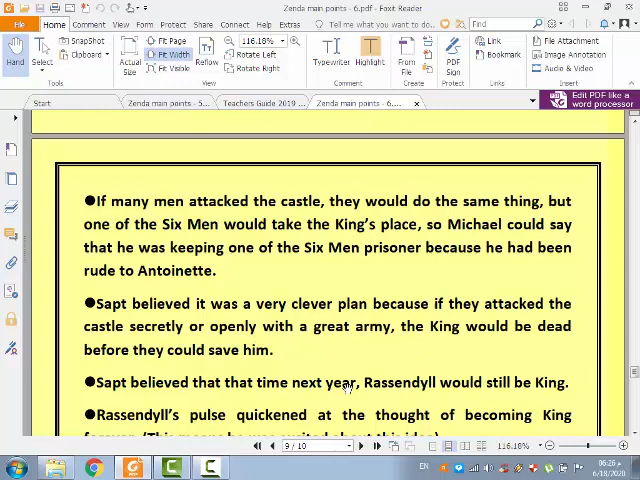 Zenda main points - 6.pdf - Foxit Reader
File Home Comment View Form Protect Share Connect Extras Help Tell me what you want to do... Find
Hand
Select
SnapShot
Clipboard
Tools
Actual Size
Fit Page
Fit Width
Fit Visible
Reflow
116.18%
Rotate Left
Rotate Right
View
Typewriter
Highlight
Comment
From File
Create
PDF Sign
Protect
Link
Bookmark
Links
File Attachment
Image Annotation
Audio & Video
Insert
Start Zenda main points - 5.... Teachers Guide 2019 ... Zenda main points - 6....
Edit PDF like a word processor
●If many men attacked the castle, they would do the same thing, but
one of the Six Men would take the King's place, so Michael could say
that he was keeping one of the Six Men prisoner because he had been
rude to Antoinette.
●Sapt believed it was a very clever plan because if they attacked the
castle secretly or openly with a great army, the King would be dead
before they could save him.
●Sapt believed that that time next year, Rassendyll would still be King.
●Rassendyll's pulse quickened at the thought of becoming King
9 / 10 116.18%
EN
06:26 م
6/18/2020